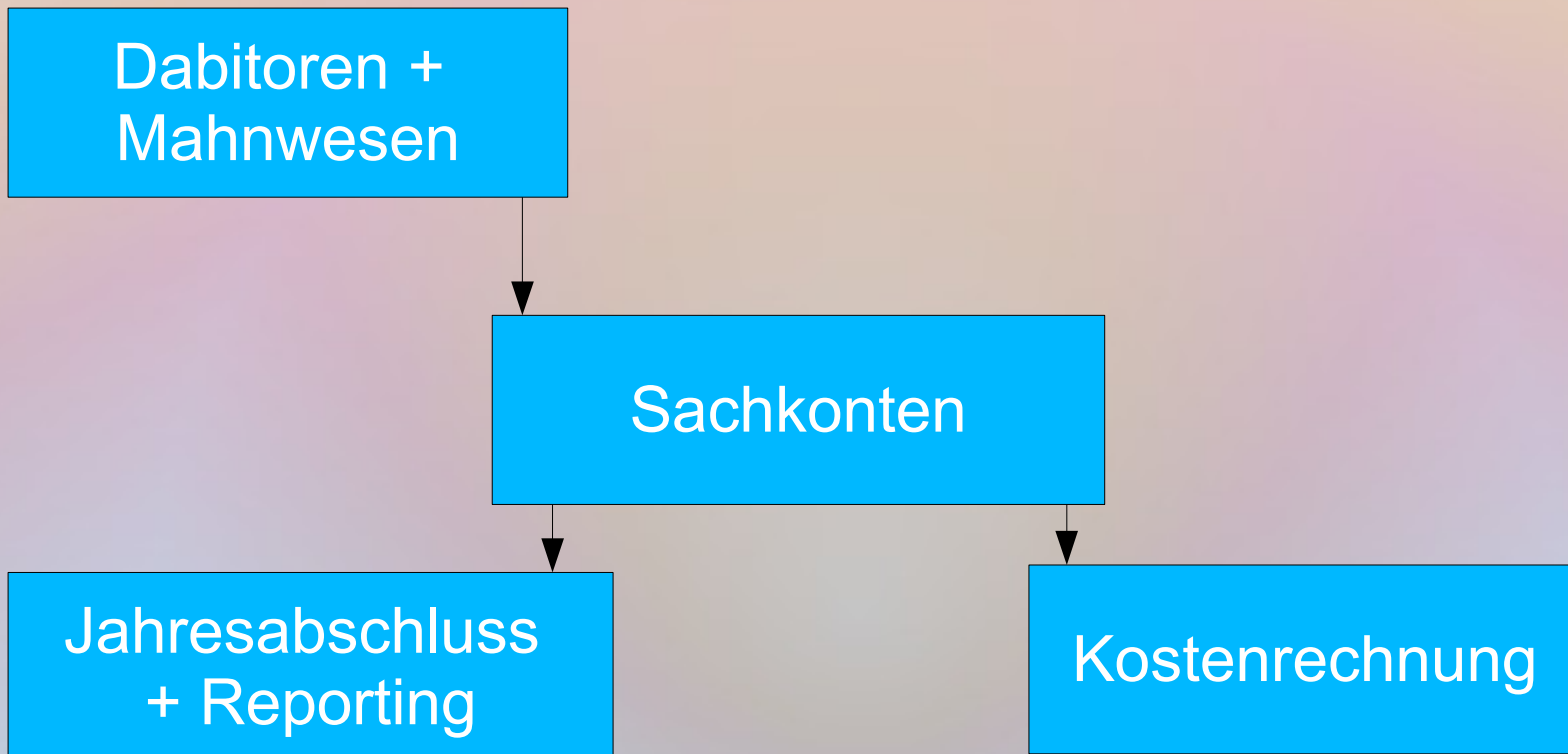 Dabitoren +
Mahnwesen
Sachkonten
Jahresabschluss
+ Reporting
Kostenrechnung